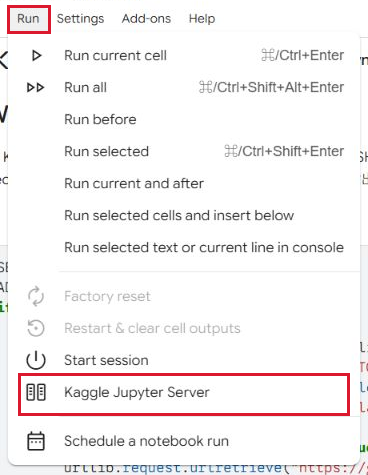 Run Settings Add-ons Help
Run current cell ⌘/Ctrl+Enter
Run all ⌘/Ctrl+Shift+Alt+Enter
Run before
Run selected ⌘/Ctrl+Shift+Enter
Run current and after
Run selected cells and insert below
Run selected text or current line in console
Factory reset
Restart & clear cell outputs
Start session
Kaggle Jupyter Server
Schedule a notebook run
urllib.request.urlretrieve("https://